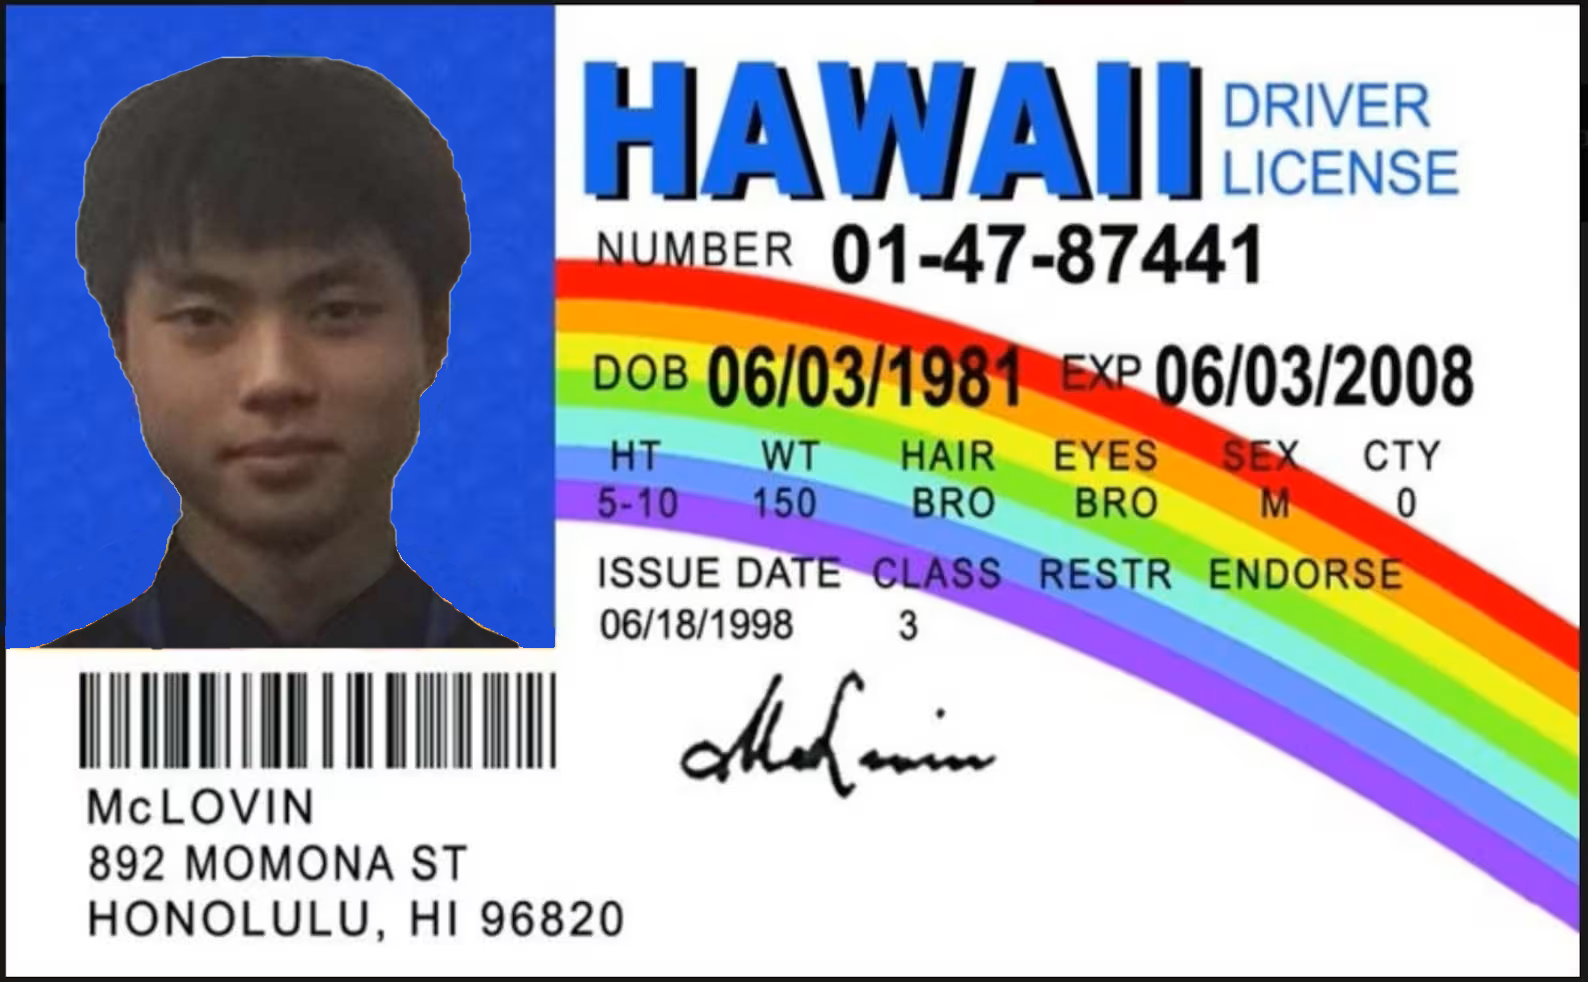 HAWAII DRIVER LICENSE
NUMBER 01-47-87441
DOB 06/03/1981 EXP 06/03/2008
HT WT HAIR EYES SEX CTY
5-10 150 BRO BRO M 0
ISSUE DATE CLASS RESTR ENDORSE
06/18/1998 3
McLovin
McLOVIN
892 MOMONA ST
HONOLULU, HI 96820